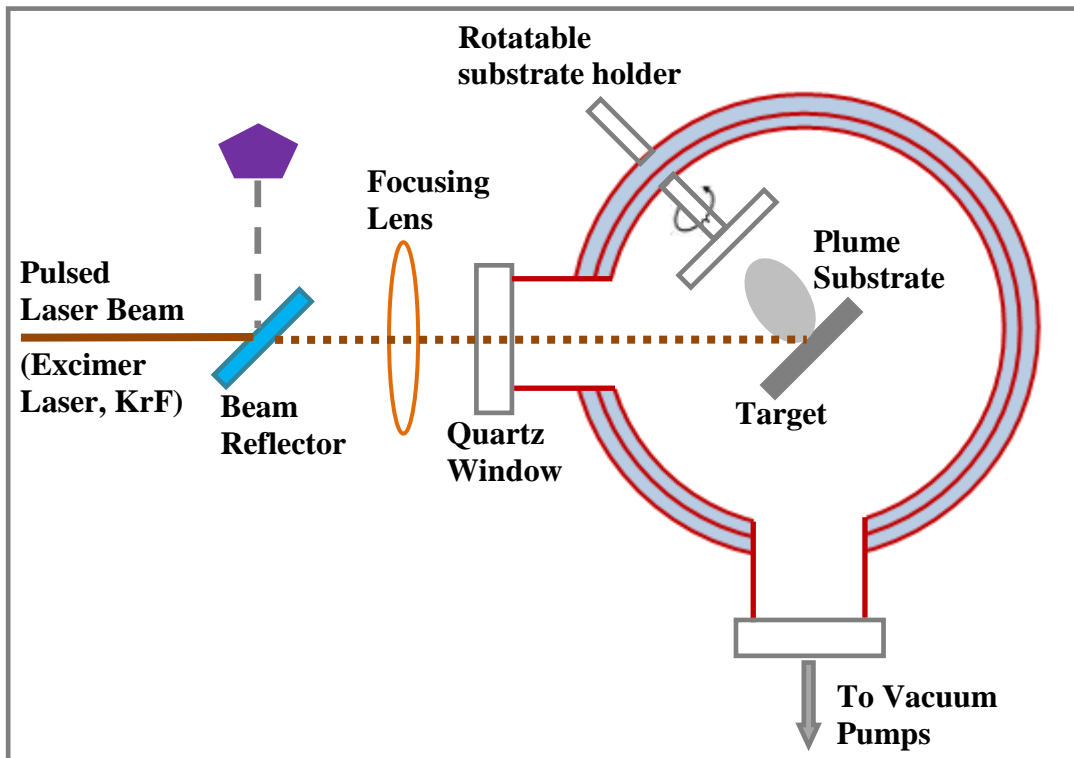 Rotatable
substrate holder
Focusing
Lens
Plume
Substrate
Pulsed
Laser Beam
(Excimer
Laser, KrF)
Beam
Reflector
Quartz
Window
Target
To Vacuum
Pumps